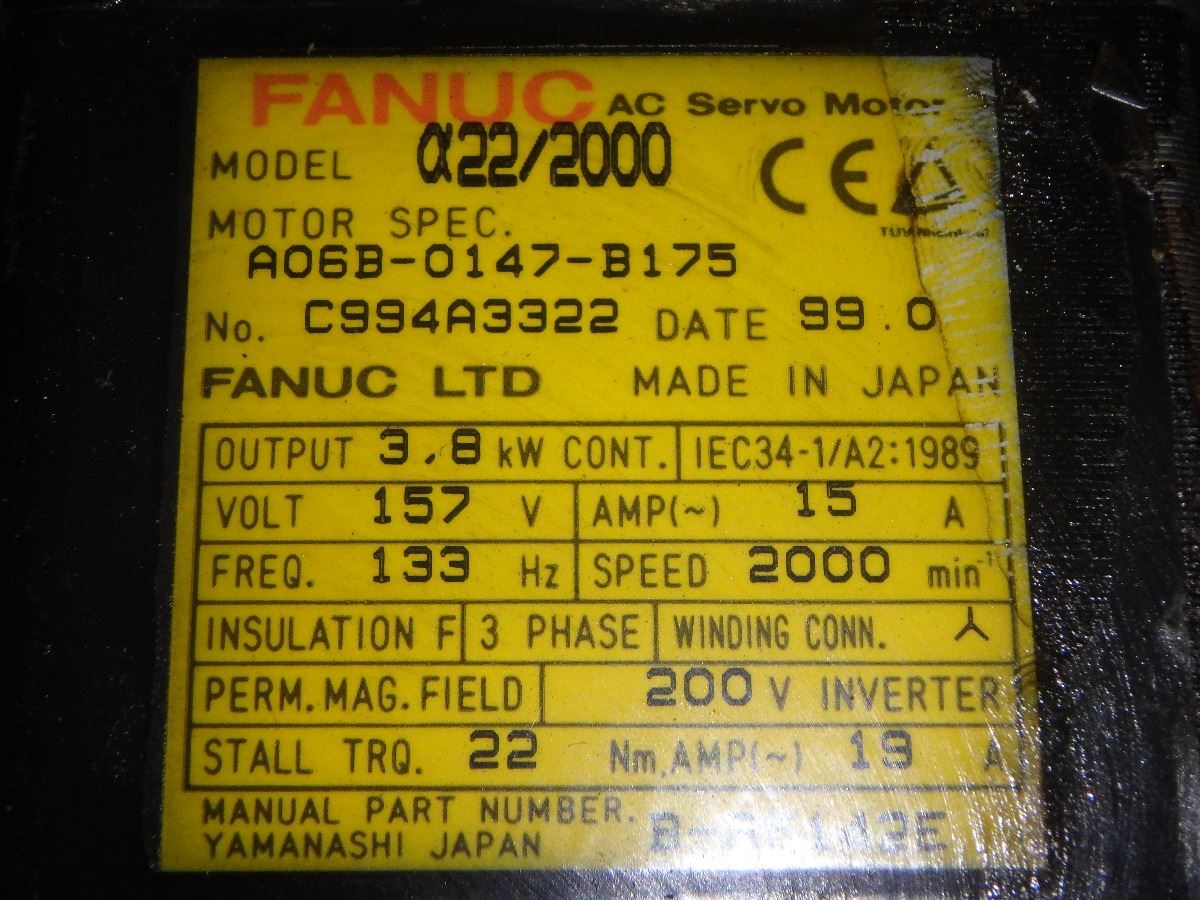 FANUC AC Servo Motor
MODEL α22/2000 CE
MOTOR SPEC.
A06B-0147-B175
No. C994A3322 DATE 99.0
FANUC LTD MADE IN JAPAN
OUTPUT 3.8 kW CONT. IEC34-1/A2:1989
VOLT 157 V AMP(~) 15 A
FREQ. 133 Hz SPEED 2000 min⁻¹
INSULATION F 3 PHASE WINDING CONN.
PERM.MAG.FIELD 200 V INVERTER
STALL TRQ. 22 Nm.AMP(~) 19 A
MANUAL PART NUMBER.
YAMANASHI JAPAN